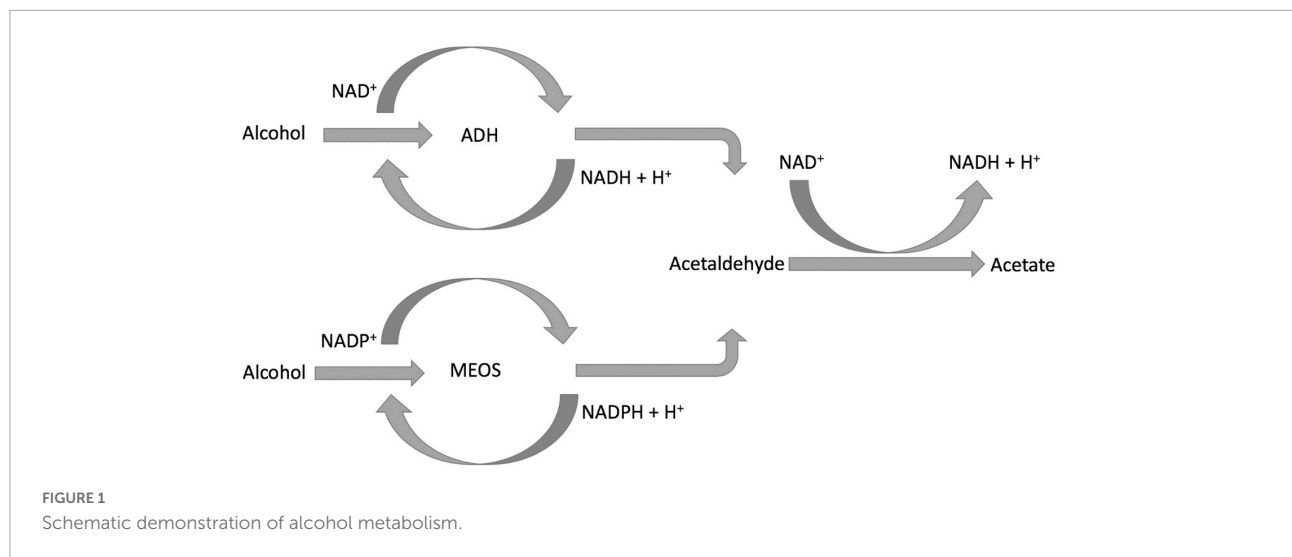 NAD⁺
Alcohol ADH
NADH + H⁺
NAD⁺ NADH + H⁺
Acetaldehyde Acetate
NADP⁺
Alcohol MEOS
NADPH + H⁺
FIGURE 1
Schematic demonstration of alcohol metabolism.